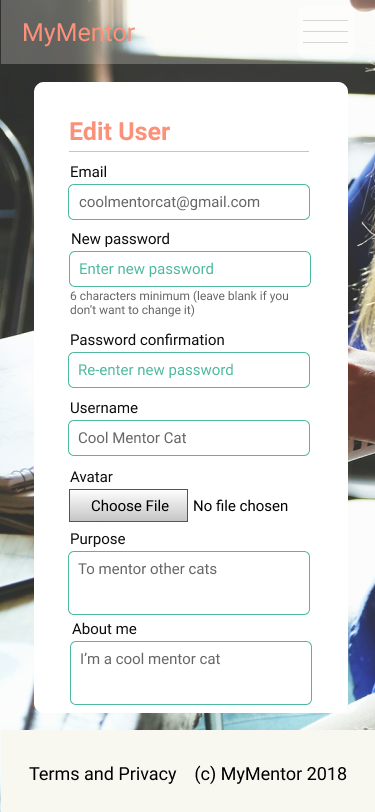 MyMentor
Edit User
Email
coolmentorcat@gmail.com
New password
Enter new password
6 characters minimum (leave blank if you
don't want to change it)
Password confirmation
Re-enter new password
Username
Cool Mentor Cat
Avatar
Choose File No file chosen
Purpose
To mentor other cats
About me
I'm a cool mentor cat
Terms and Privacy (c) MyMentor 2018